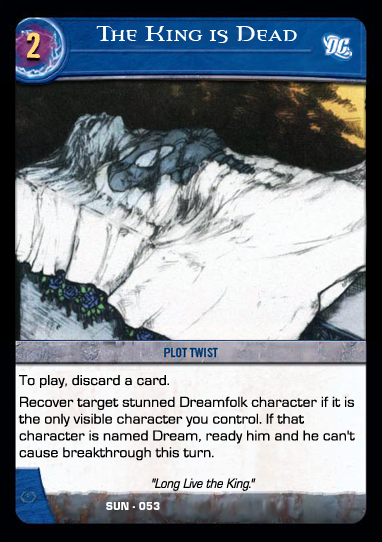 2
The King is Dead
DC
PLOT TWIST
To play, discard a card.
Recover target stunned Dreamfolk character if it is
the only visible character you control. If that
character is named Dream, ready him and he can't
cause breakthrough this turn.
"Long Live the King."
SUN · 053